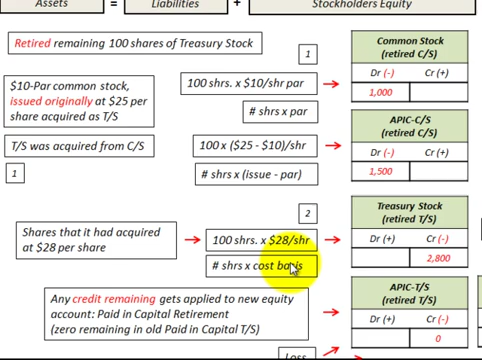 Assets = Liabilities + Stockholders Equity
Retired remaining 100 shares of Treasury Stock
1
Common Stock
(retired C/S)
Dr (-) Cr (+)
1,000
$10-Par common stock,
issued originally at $25 per
share acquired as T/S
100 shrs. x $10/shr par
# shrs x par
APIC-C/S
(retired C/S)
Dr (-) Cr (+)
1,500
T/S was acquired from C/S
1
100 x ($25 - $10)/shr
# shrs x (issue - par)
2
Treasury Stock
(retired T/S)
Dr (+) Cr (-)
2,800
Shares that it had acquired
at $28 per share
100 shrs. x $28/shr
# shrs x cost basis
APIC-T/S
(retired T/S)
Dr (+) Cr (-)
0
Any credit remaining gets applied to new equity
account: Paid in Capital Retirement
(zero remaining in old Paid in Capital T/S)
Loss